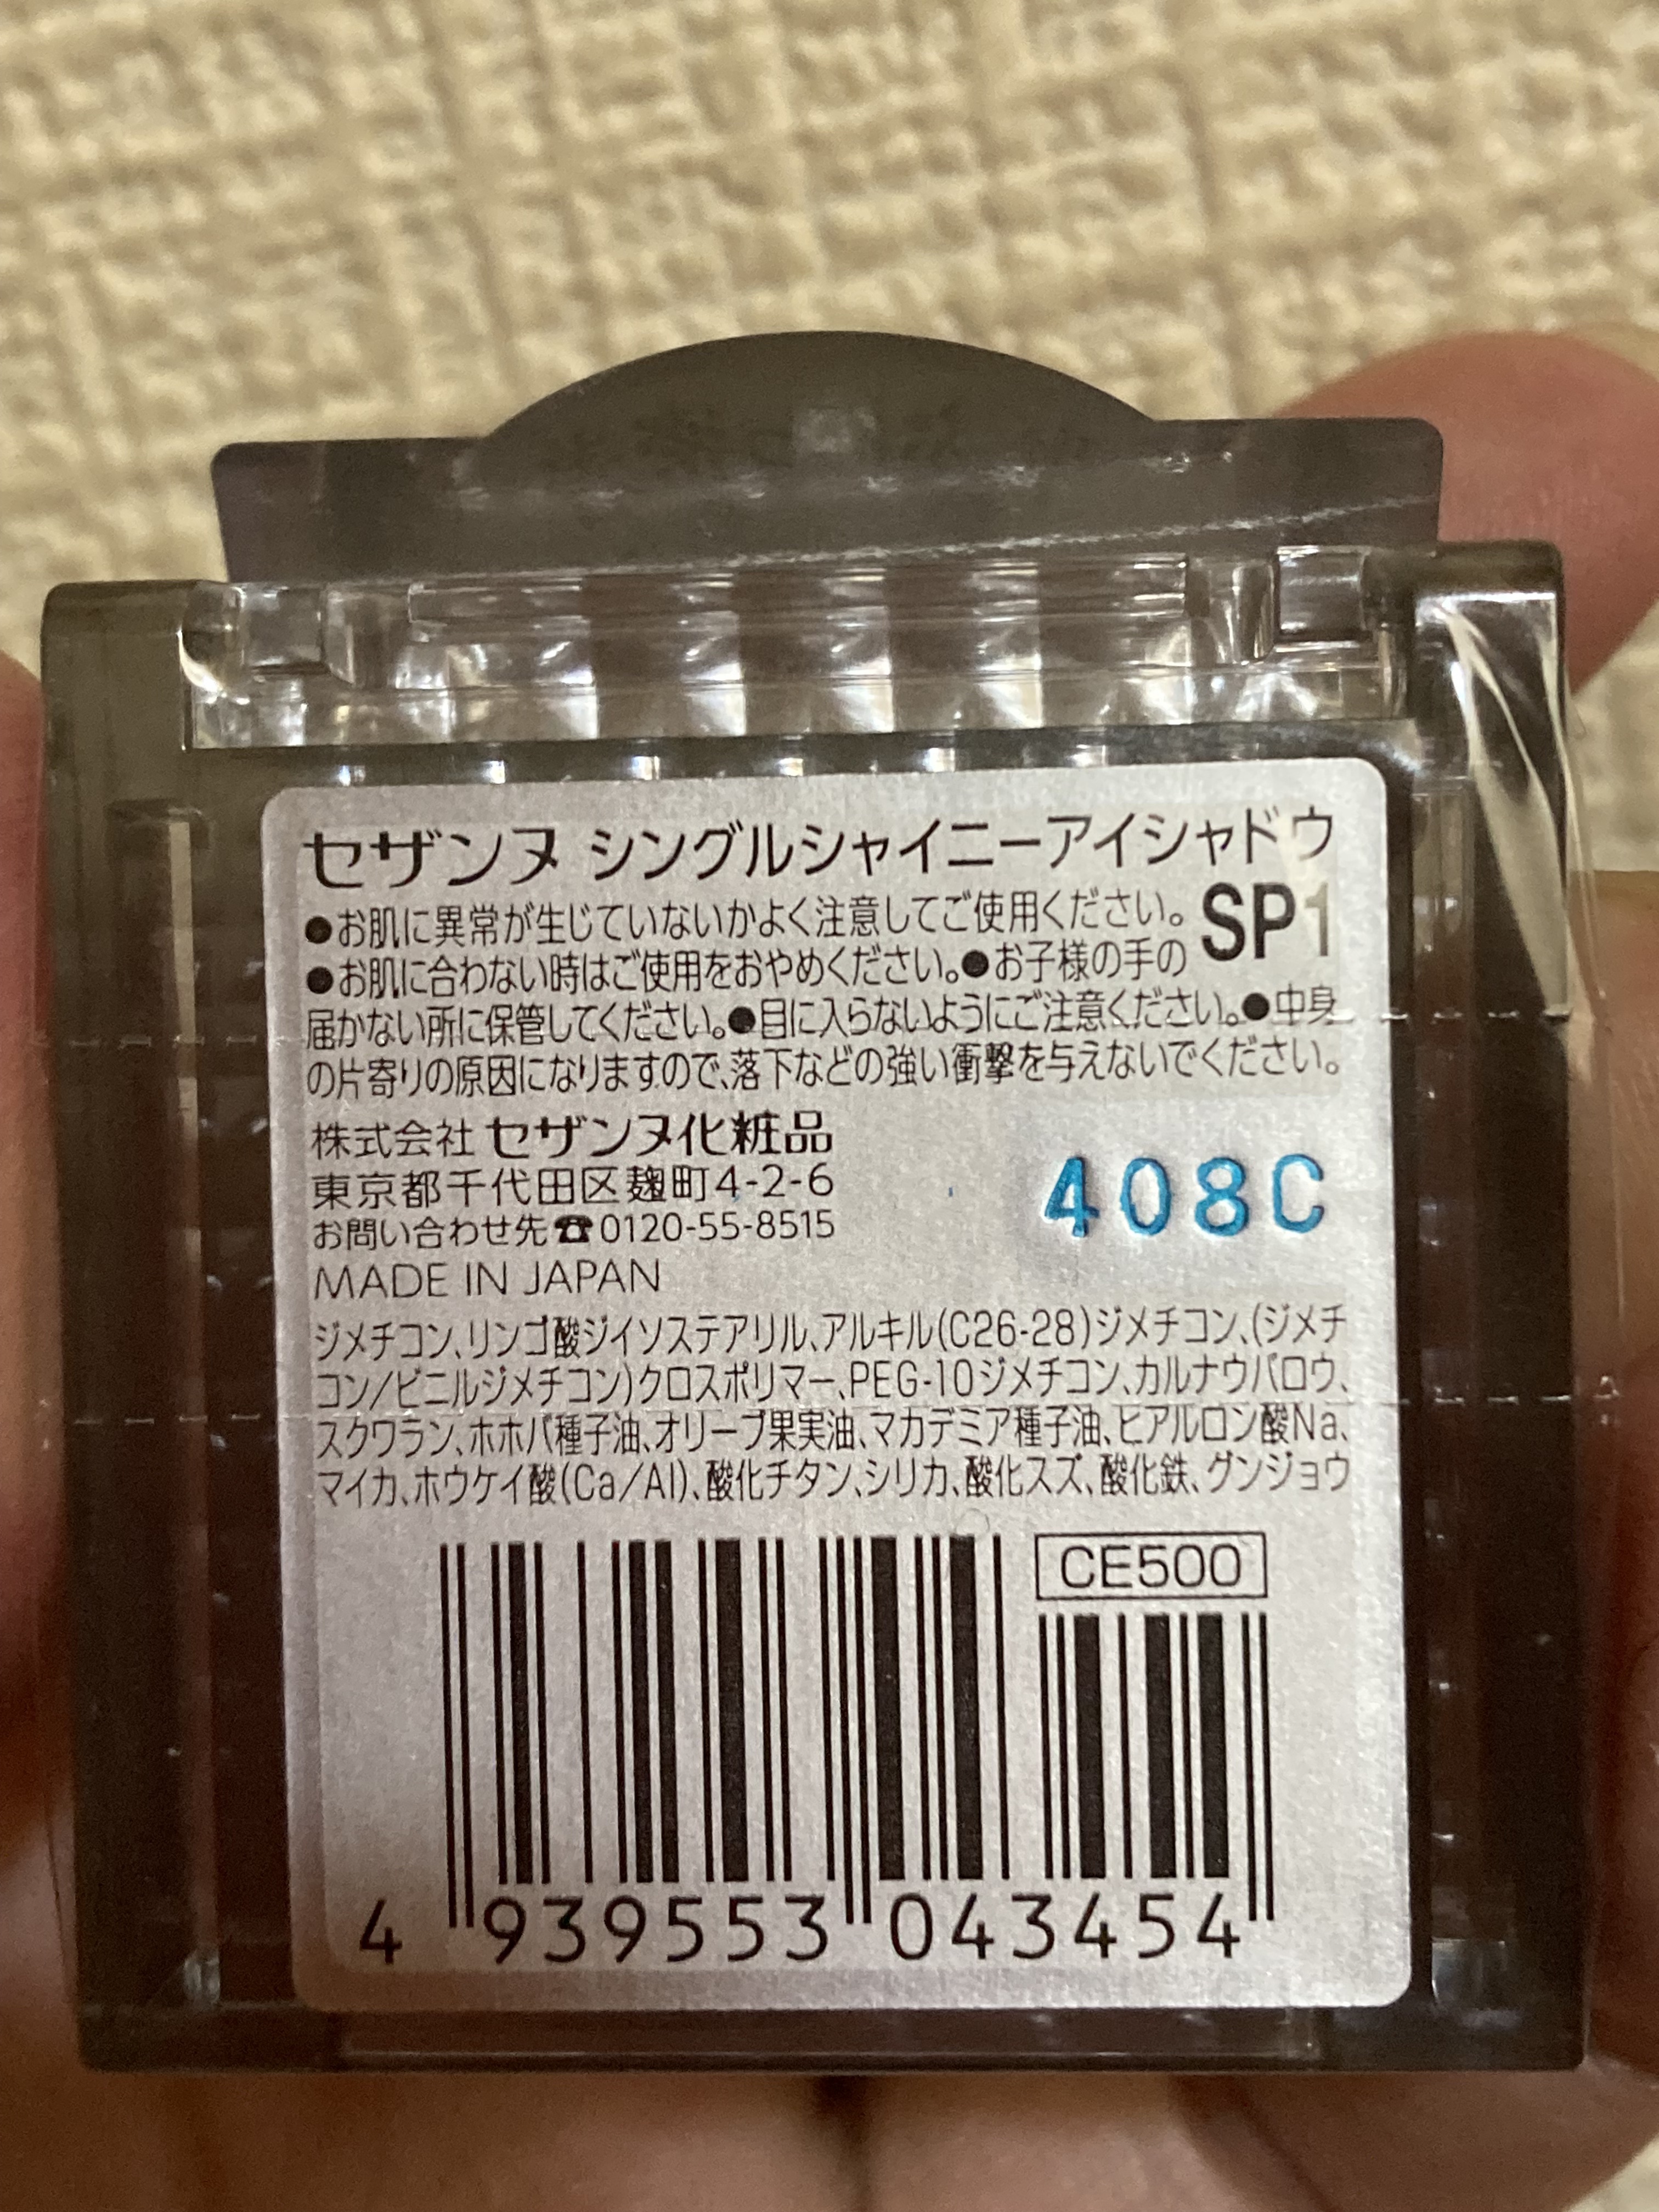 セザンヌ シングルシャイニーアイシャドウ
●お肌に異常が生じていないかよく注意してご使用ください。 SP1
●お肌に合わない時はご使用をおやめください。●お子様の手の
届かない所に保管してください。●目に入らないようにご注意ください。●中身
の片寄りの原因になりますので、落下などの強い衝撃を与えないでください。
株式会社 セザンヌ化粧品
東京都千代田区麹町4-2-6
408C
お問い合わせ先☎0120-55-8515
MADE IN JAPAN
ジメチコン、リンゴ酸ジイソステアリル、アルキル(C26-28)ジメチコン、(ジメチ
コン/ビニルジメチコン)クロスポリマー、PEG-10ジメチコン、カルナウバロウ、
スクワラン、ホホバ種子油、オリーブ果実油、マカデミア種子油、ヒアルロン酸Na、
マイカ、ホウケイ酸(Ca/Al)、酸化チタン、シリカ、酸化スズ、酸化鉄、グンジョウ
CE500
4 939553 043454